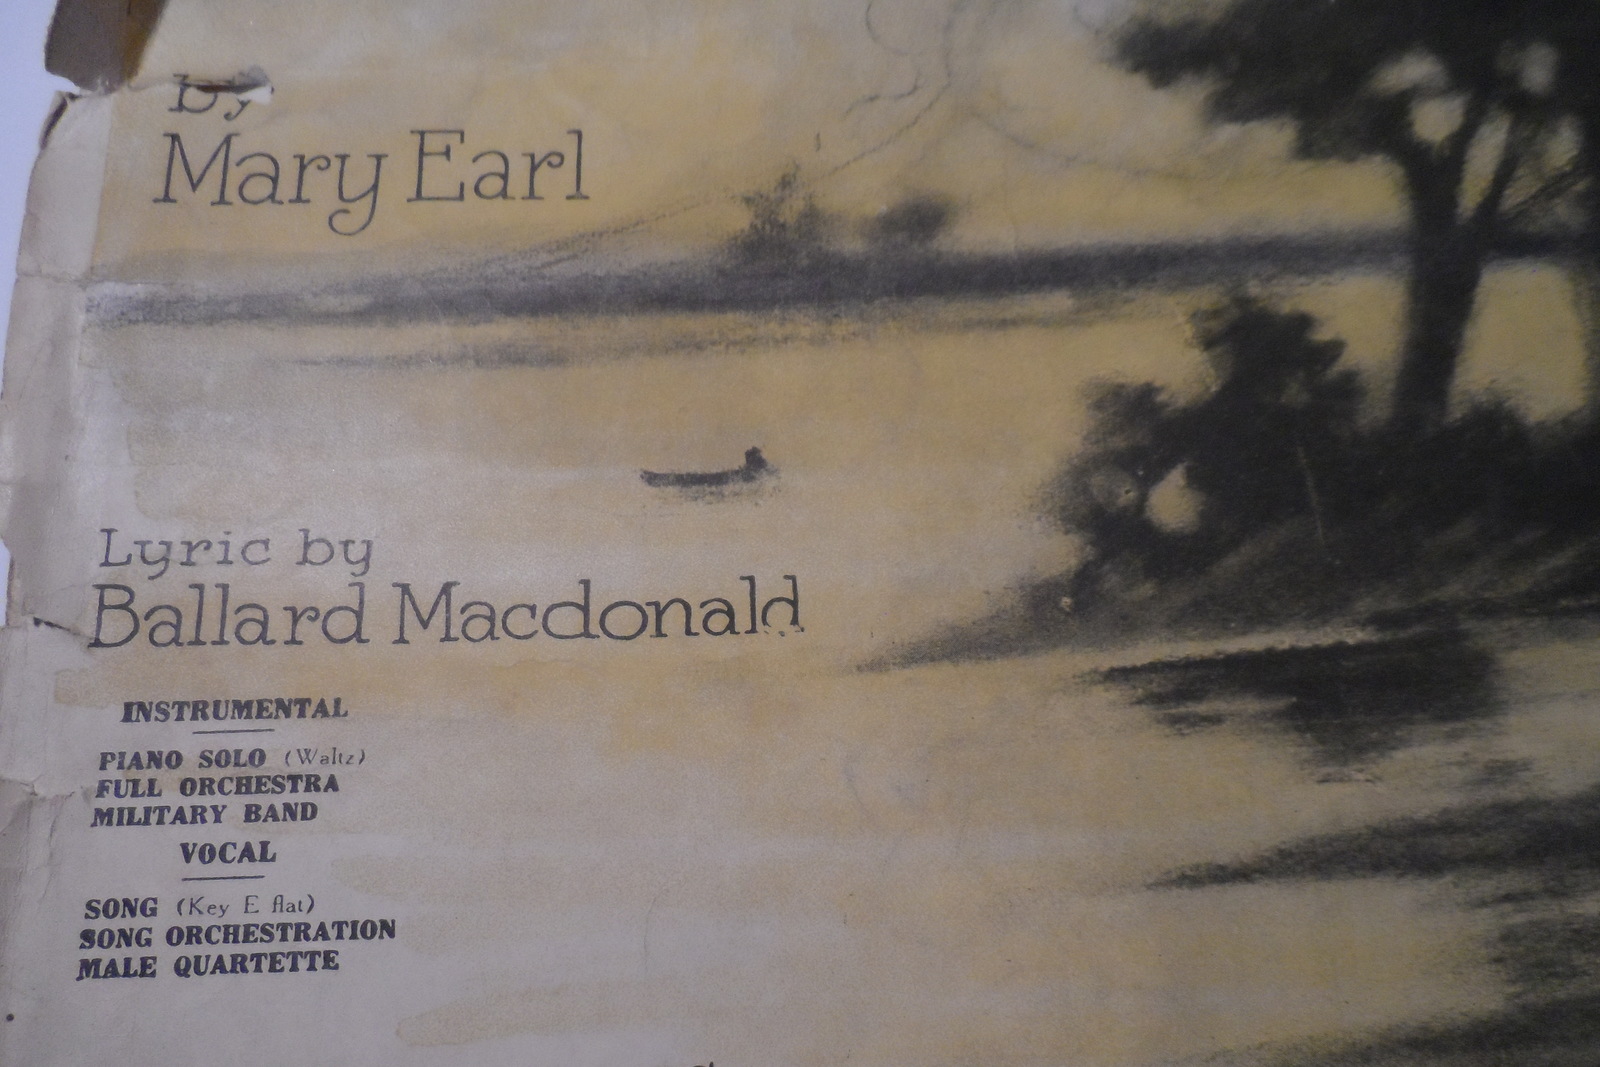 by
Mary Earl
Lyric by
Ballard Macdonald
INSTRUMENTAL
PIANO SOLO (Waltz)
FULL ORCHESTRA
MILITARY BAND
VOCAL
SONG (Key E flat)
SONG ORCHESTRATION
MALE QUARTETTE